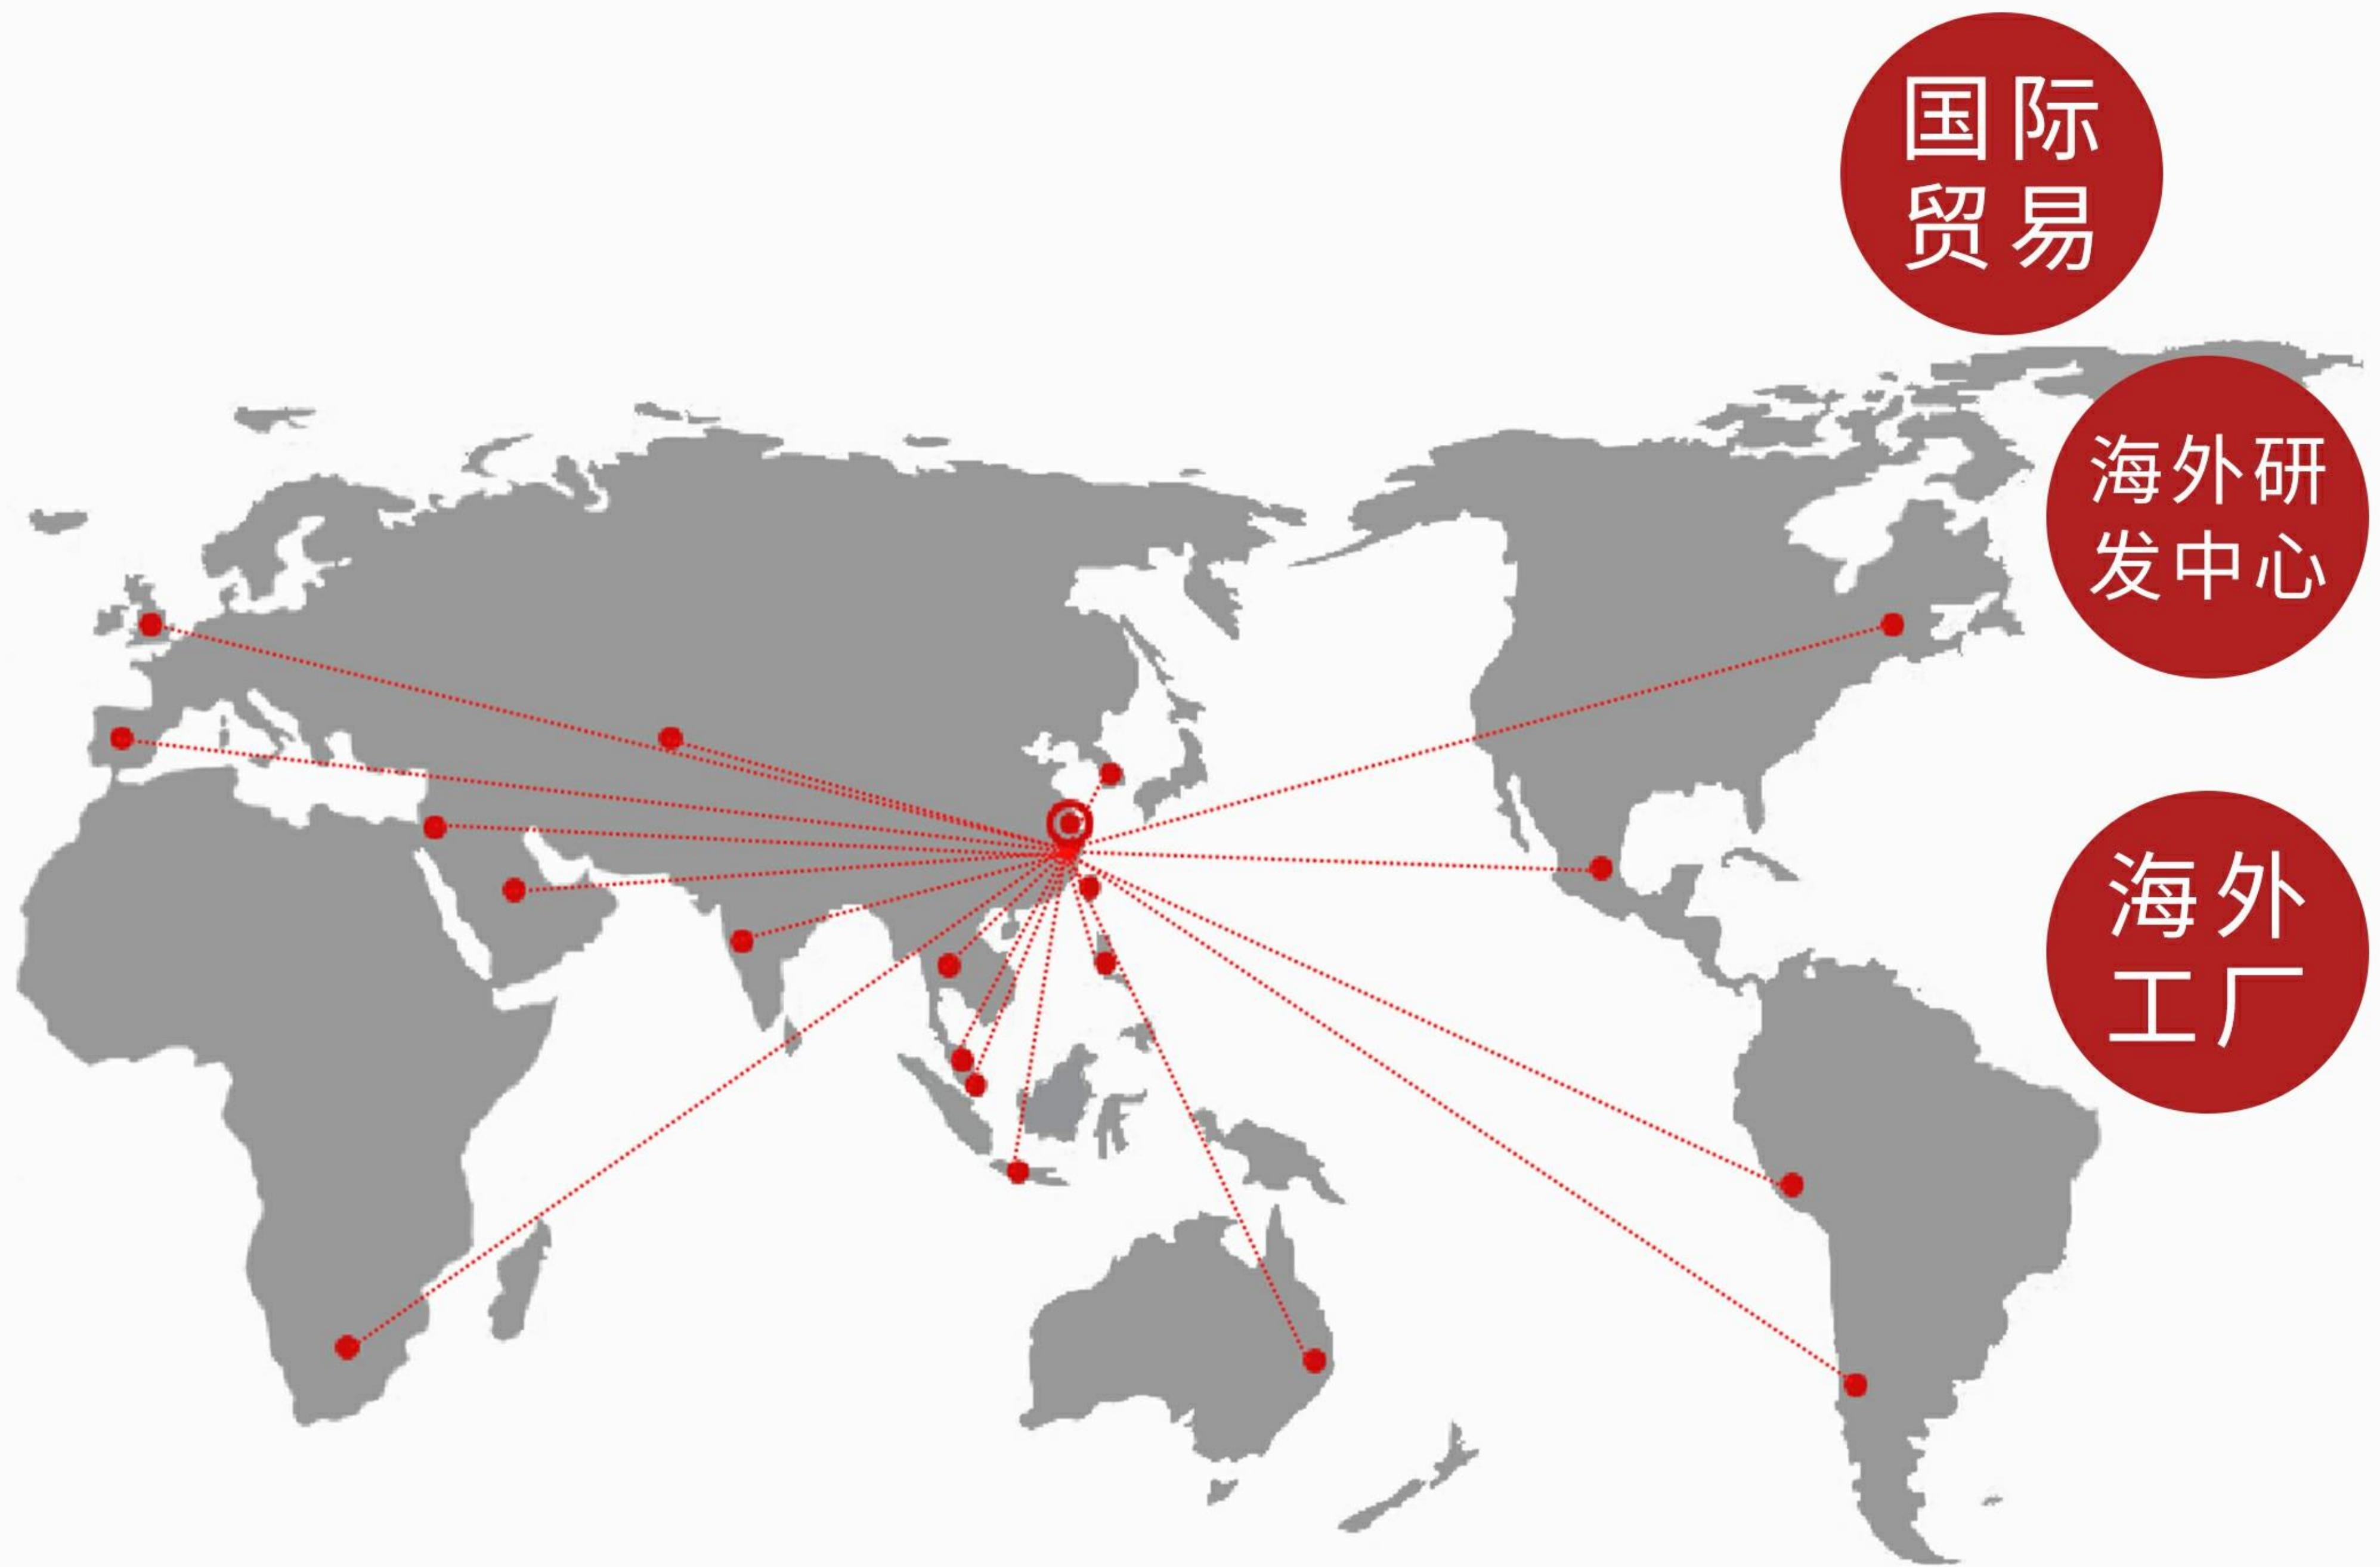 国际
贸易
海外研
发中心
海外
工厂